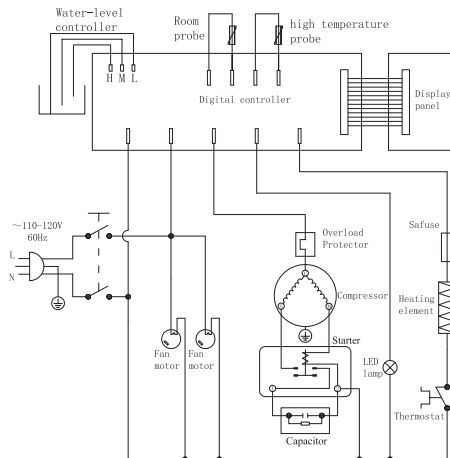 Water-level
controller
Room
probe
high temperature
probe
H M L
Digital controller
Display
panel
~110-120V
60Hz
L
N
Overload
Protector
Safuse
Compressor
Heating
element
Starter
Fan
motor
Fan
motor
LED
lamp
Thermostat
Capacitor